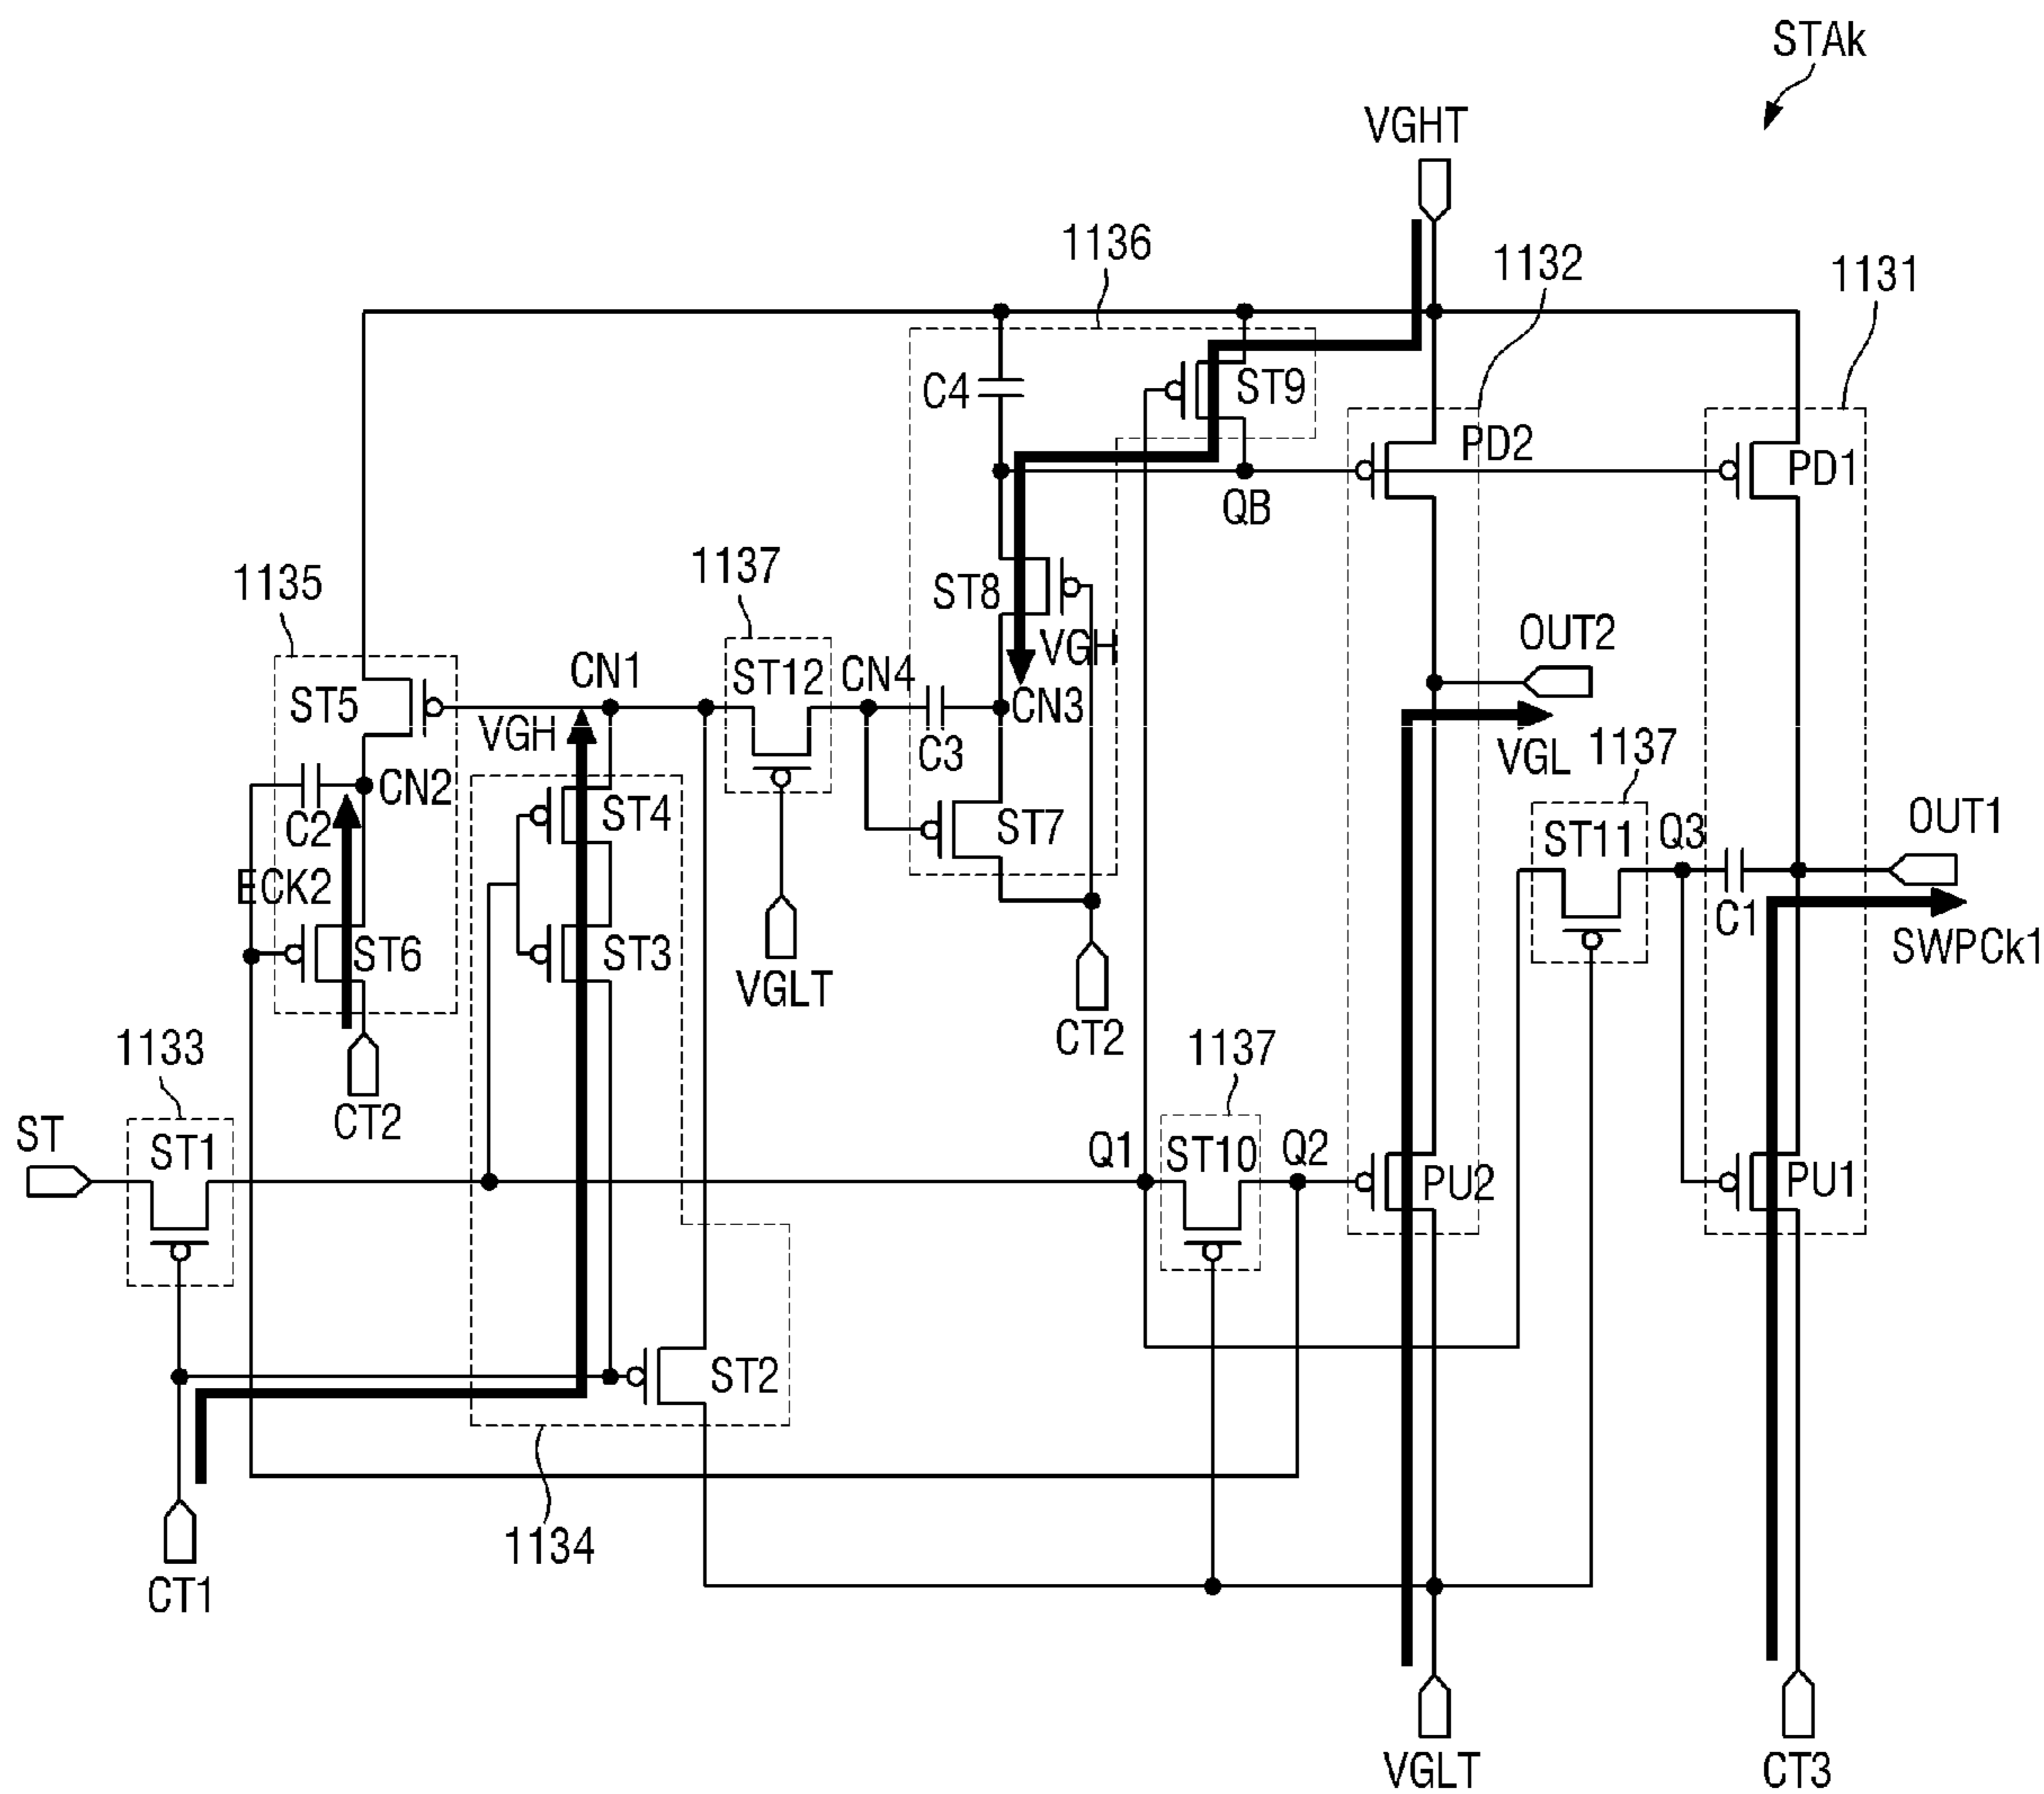 STAk
VGHT
1136
1132
1131
C4
ST9
PD2
PD1
QB
1135
1137
ST8
VGH
OUT2
ST5
CN1
ST12
CN4
CN3
VGH
C3
VGL
1137
CN2
C2
ST4
ST7
ST11
Q3
OUT1
ECK2
C1
ST6
ST3
SWPCk1
VGLT
1133
CT2
1137
CT2
ST
ST1
Q1
ST10
Q2
PU2
PU1
ST2
1134
CT1
VGLT
CT3